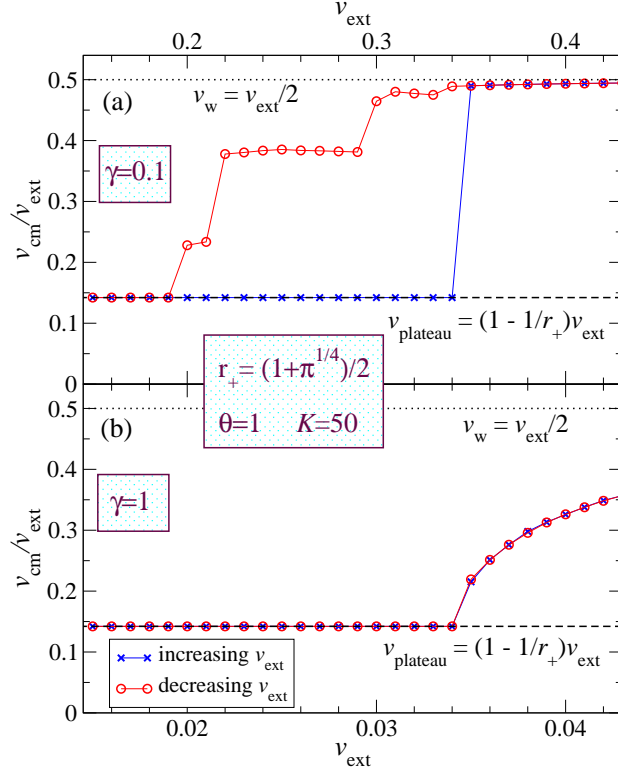 v_ext
0.2 0.3 0.4
0.5
(a)
v_w = v_ext/2
0.4
γ=0.1
0.3
v_cm/v_ext
0.2
v_plateau = (1 - 1/r_+)v_ext
0.1
0
r_+ = (1+π^{1/4})/2
θ=1 K=50
0.5
(b)
v_w = v_ext/2
0.4
γ=1
0.3
v_cm/v_ext
0.2
v_plateau = (1 - 1/r_+)v_ext
0.1
increasing v_ext
decreasing v_ext
0
0.02 0.03 0.04
v_ext